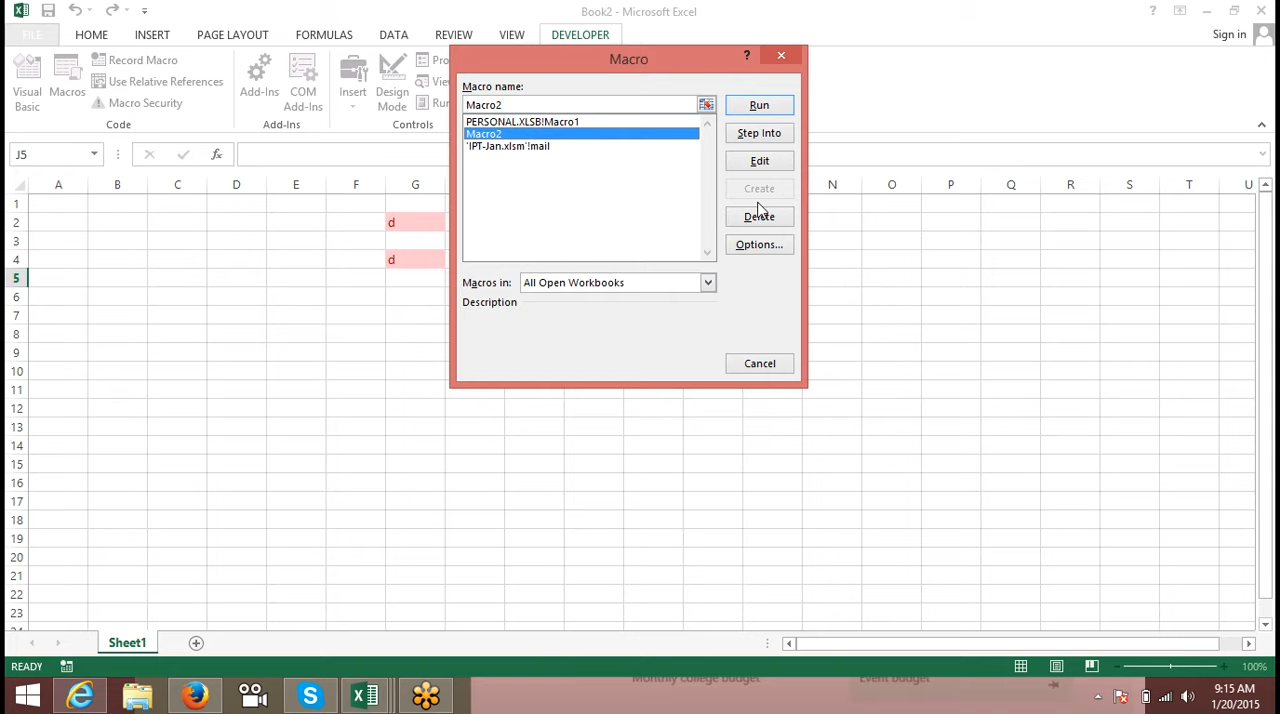 Book2 - Microsoft Excel
FILE HOME INSERT PAGE LAYOUT FORMULAS DATA REVIEW VIEW DEVELOPER Sign in
Visual Basic
Macros
Record Macro
Use Relative References
Macro Security
Code
Add-Ins
COM Add-Ins
Add-Ins
Insert
Design Mode
Controls
J5
fx
A B C D E F G N O P Q R S T U
1
2 d
3
4 d
5
6
7
8
9
10
11
12
13
14
15
16
17
18
19
20
21
22
23
Macro
?
Macro name:
Macro2
PERSONAL.XLSB!Macro1
Macro2
'IPT-Jan.xlsm'!mail
Run
Step Into
Edit
Create
Delete
Options...
Macros in: All Open Workbooks
Description
Cancel
Sheet1
READY
100%
Monthly college budget Event budget
9:15 AM
1/20/2015